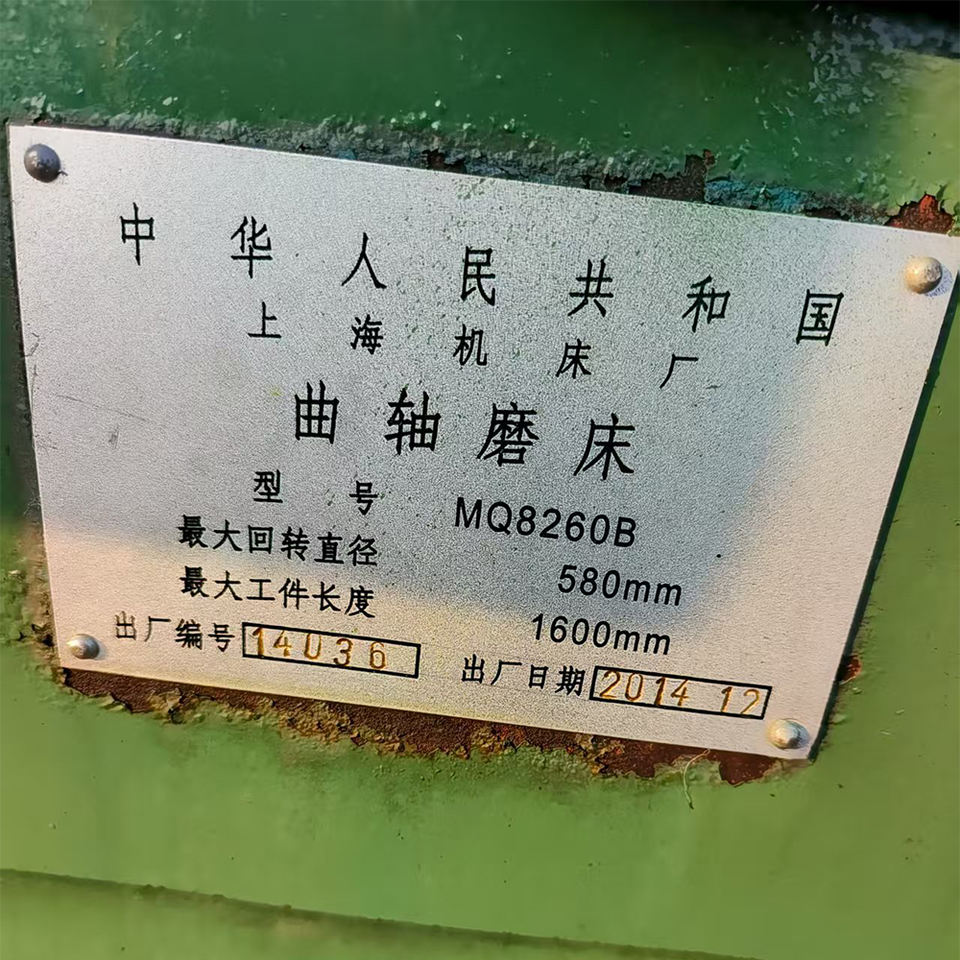 中华人民共和国
上海机床厂
曲轴磨床
型号 MQ8260B
最大回转直径 580mm
最大工件长度 1600mm
出厂编号 14036 出厂日期 2014 12